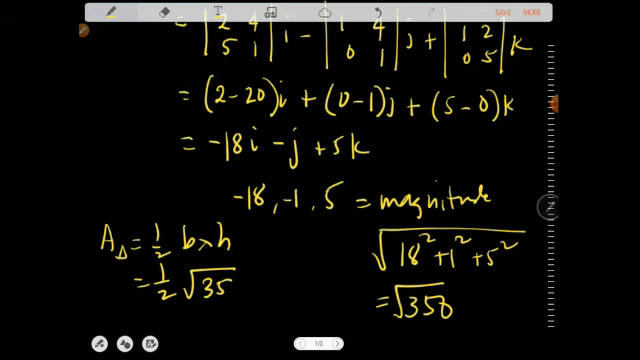 SAVE MORE
= | 2 4 | i - | 1 4 | j + | 1 2 | k
5 1 0 1 0 5
= (2 - 20)i + (0 - 1)j + (5 - 0)k
= -18i - j + 5k
-18, -1, 5 = magnitude
A△ = 1/2 b x h
√18² + 1² + 5²
= 1/2 √35
= √350
1/3